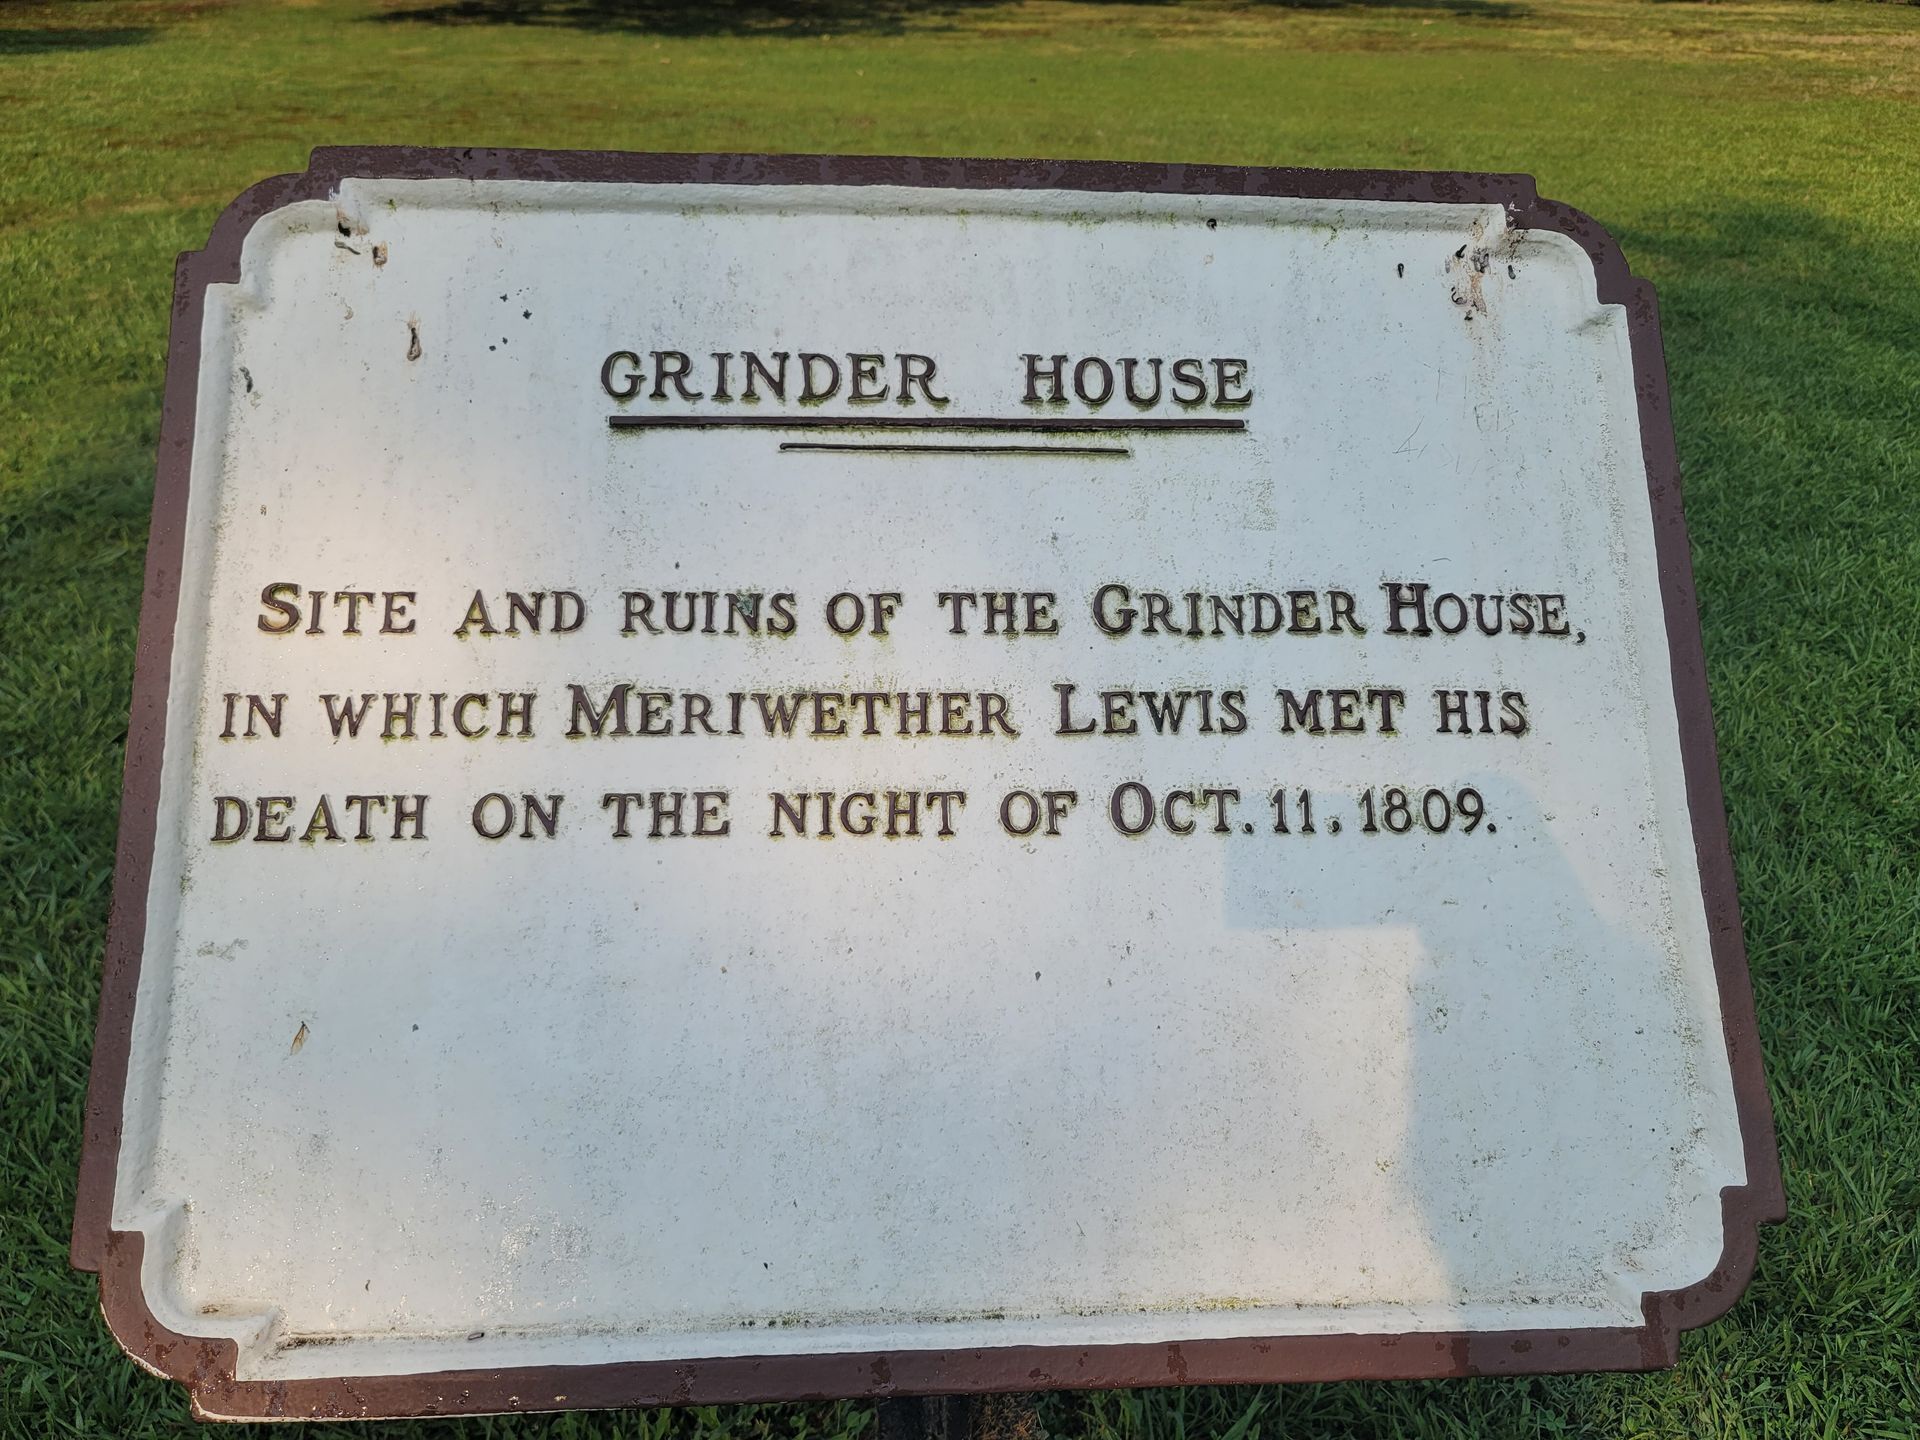 GRINDER HOUSE
SITE AND RUINS OF THE GRINDER HOUSE,
IN WHICH MERIWETHER LEWIS MET HIS
DEATH ON THE NIGHT OF OCT. 11, 1809.